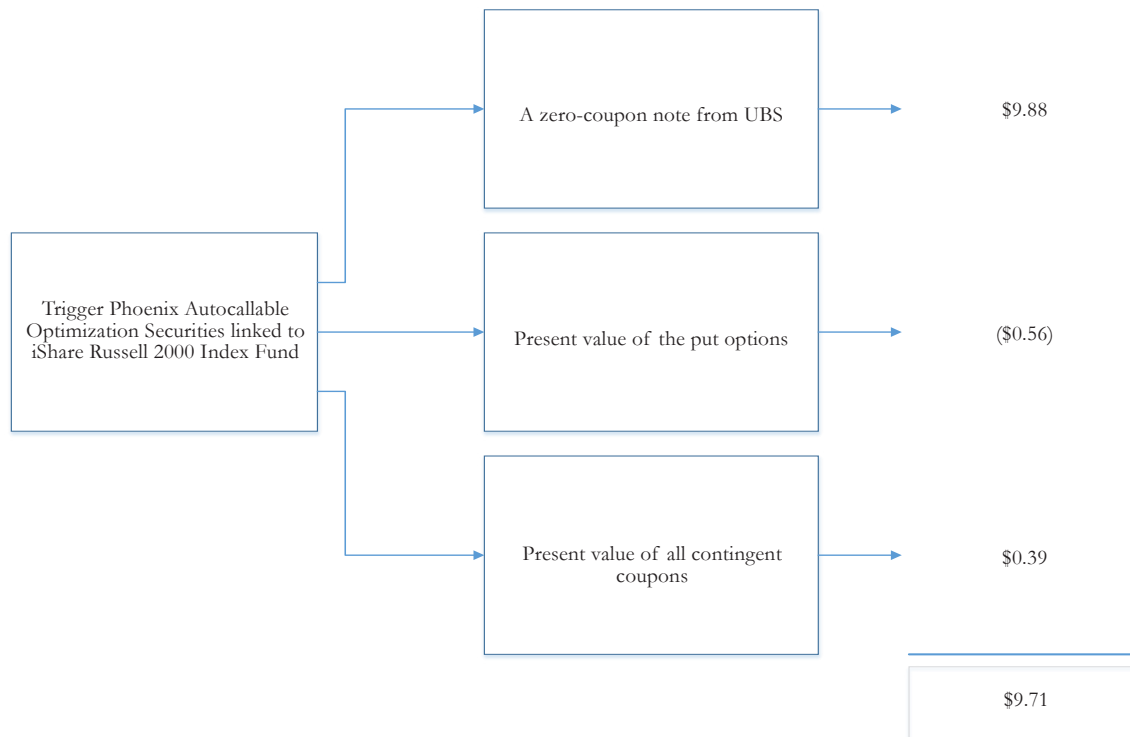 A zero-coupon note from UBS
$9.88
Trigger Phoenix Autocallable
Optimization Securities linked to
iShare Russell 2000 Index Fund
Present value of the put options
($0.56)
Present value of all contingent
coupons
$0.39
$9.71